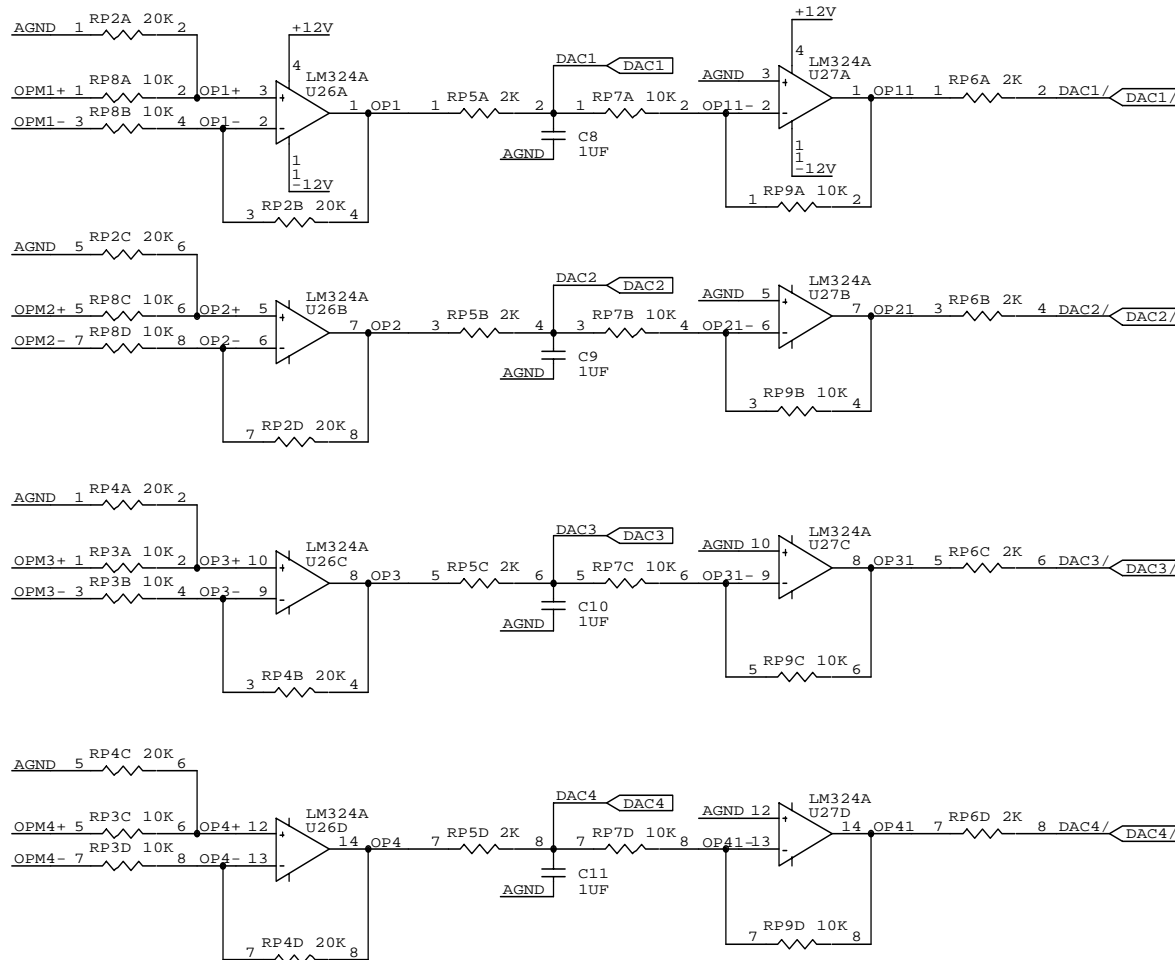 RP2A 20K
AGND 1 2
+12V
4
LM324A
U26A
RP8A 10K
OPM1+ 1 2 OP1+ 3
+
RP8B 10K
OPM1- 3 4 OP1- 2
-
1 OP1
1
1
-12V
RP2B 20K
3 4
1 RP5A 2K 2
DAC1
DAC1
C8
1UF
AGND
1 RP7A 10K 2 OP11- 2
-
+12V
4
LM324A
U27A
AGND 3
+
1 OP11
1
1
-12V
RP9A 10K
1 2
RP6A 2K
1 2 DAC1/
DAC1/
RP2C 20K
AGND 5 6
LM324A
U26B
RP8C 10K
OPM2+ 5 6 OP2+ 5
+
RP8D 10K
OPM2- 7 8 OP2- 6
-
7 OP2
RP2D 20K
7 8
3 RP5B 2K 4
DAC2
DAC2
C9
1UF
AGND
3 RP7B 10K 4 OP21- 6
-
LM324A
U27B
AGND 5
+
7 OP21
RP9B 10K
3 4
RP6B 2K
3 4 DAC2/
DAC2/
RP4A 20K
AGND 1 2
LM324A
U26C
RP3A 10K
OPM3+ 1 2 OP3+ 10
+
RP3B 10K
OPM3- 3 4 OP3- 9
-
8 OP3
RP4B 20K
3 4
5 RP5C 2K 6
DAC3
DAC3
C10
1UF
AGND
5 RP7C 10K 6 OP31- 9
-
LM324A
U27C
AGND 10
+
8 OP31
RP9C 10K
5 6
RP6C 2K
5 6 DAC3/
DAC3/
RP4C 20K
AGND 5 6
LM324A
U26D
RP3C 10K
OPM4+ 5 6 OP4+ 12
+
RP3D 10K
OPM4- 7 8 OP4- 13
-
14 OP4
RP4D 20K
7 8
7 RP5D 2K 8
DAC4
DAC4
C11
1UF
AGND
7 RP7D 10K 8 OP41- 13
-
LM324A
U27D
AGND 12
+
14 OP41
RP9D 10K
7 8
RP6D 2K
7 8 DAC4/
DAC4/